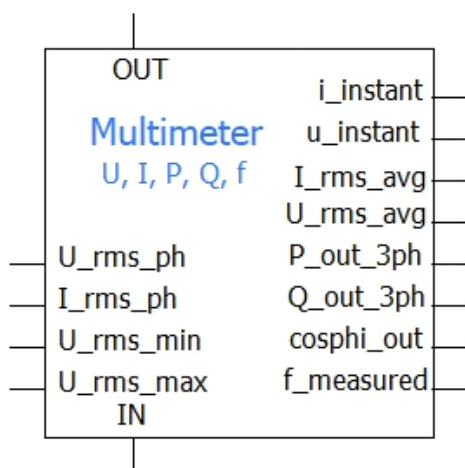 OUT
Multimeter
U, I, P, Q, f
i_instant
u_instant
I_rms_avg
U_rms_avg
U_rms_ph
P_out_3ph
I_rms_ph
Q_out_3ph
U_rms_min
cosphi_out
U_rms_max
f_measured
IN